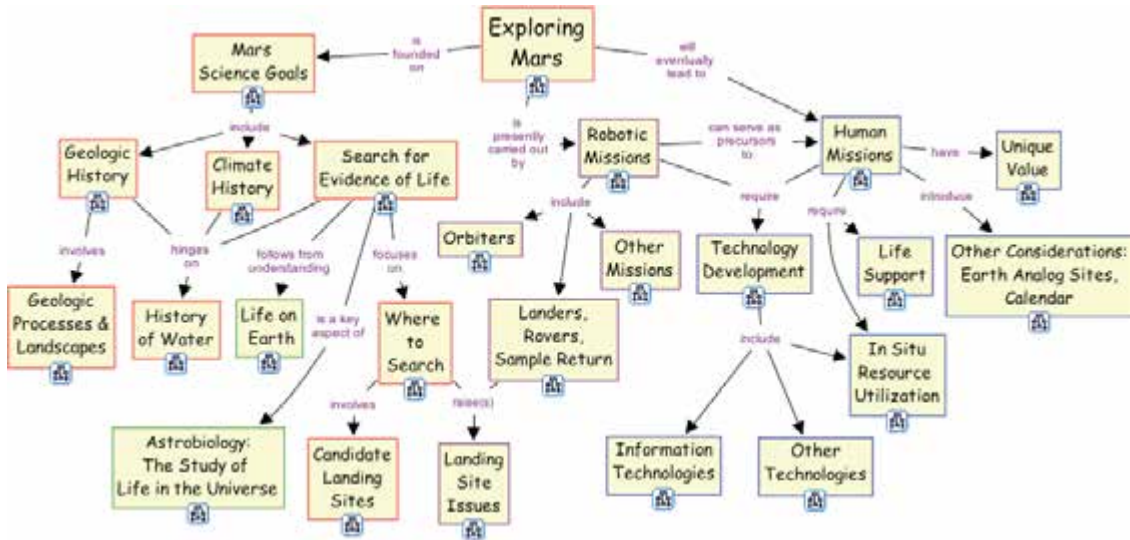 Exploring
Mars
is
founded
on
will
eventually
lead to
Mars
Science Goals
is
presently
carried out
by
Robotic
Missions
can serve as
precursors
to
Human
Missions
have
Unique
Value
include
Geologic
History
Climate
History
Search for
Evidence of Life
require
require
introduce
include
Orbiters
Other
Missions
Technology
Development
Life
Support
Other Considerations:
Earth Analog Sites,
Calendar
involves
hinges
on
follows from
understanding
focuses
on
Geologic
Processes &
Landscapes
History
of Water
Life on
Earth
is a key
aspect of
Where
to
Search
Landers,
Rovers,
Sample Return
include
In Situ
Resource
Utilization
involves
raise(s)
Astrobiology:
The Study of
Life in the Universe
Candidate
Landing
Sites
Landing
Site
Issues
Information
Technologies
Other
Technologies